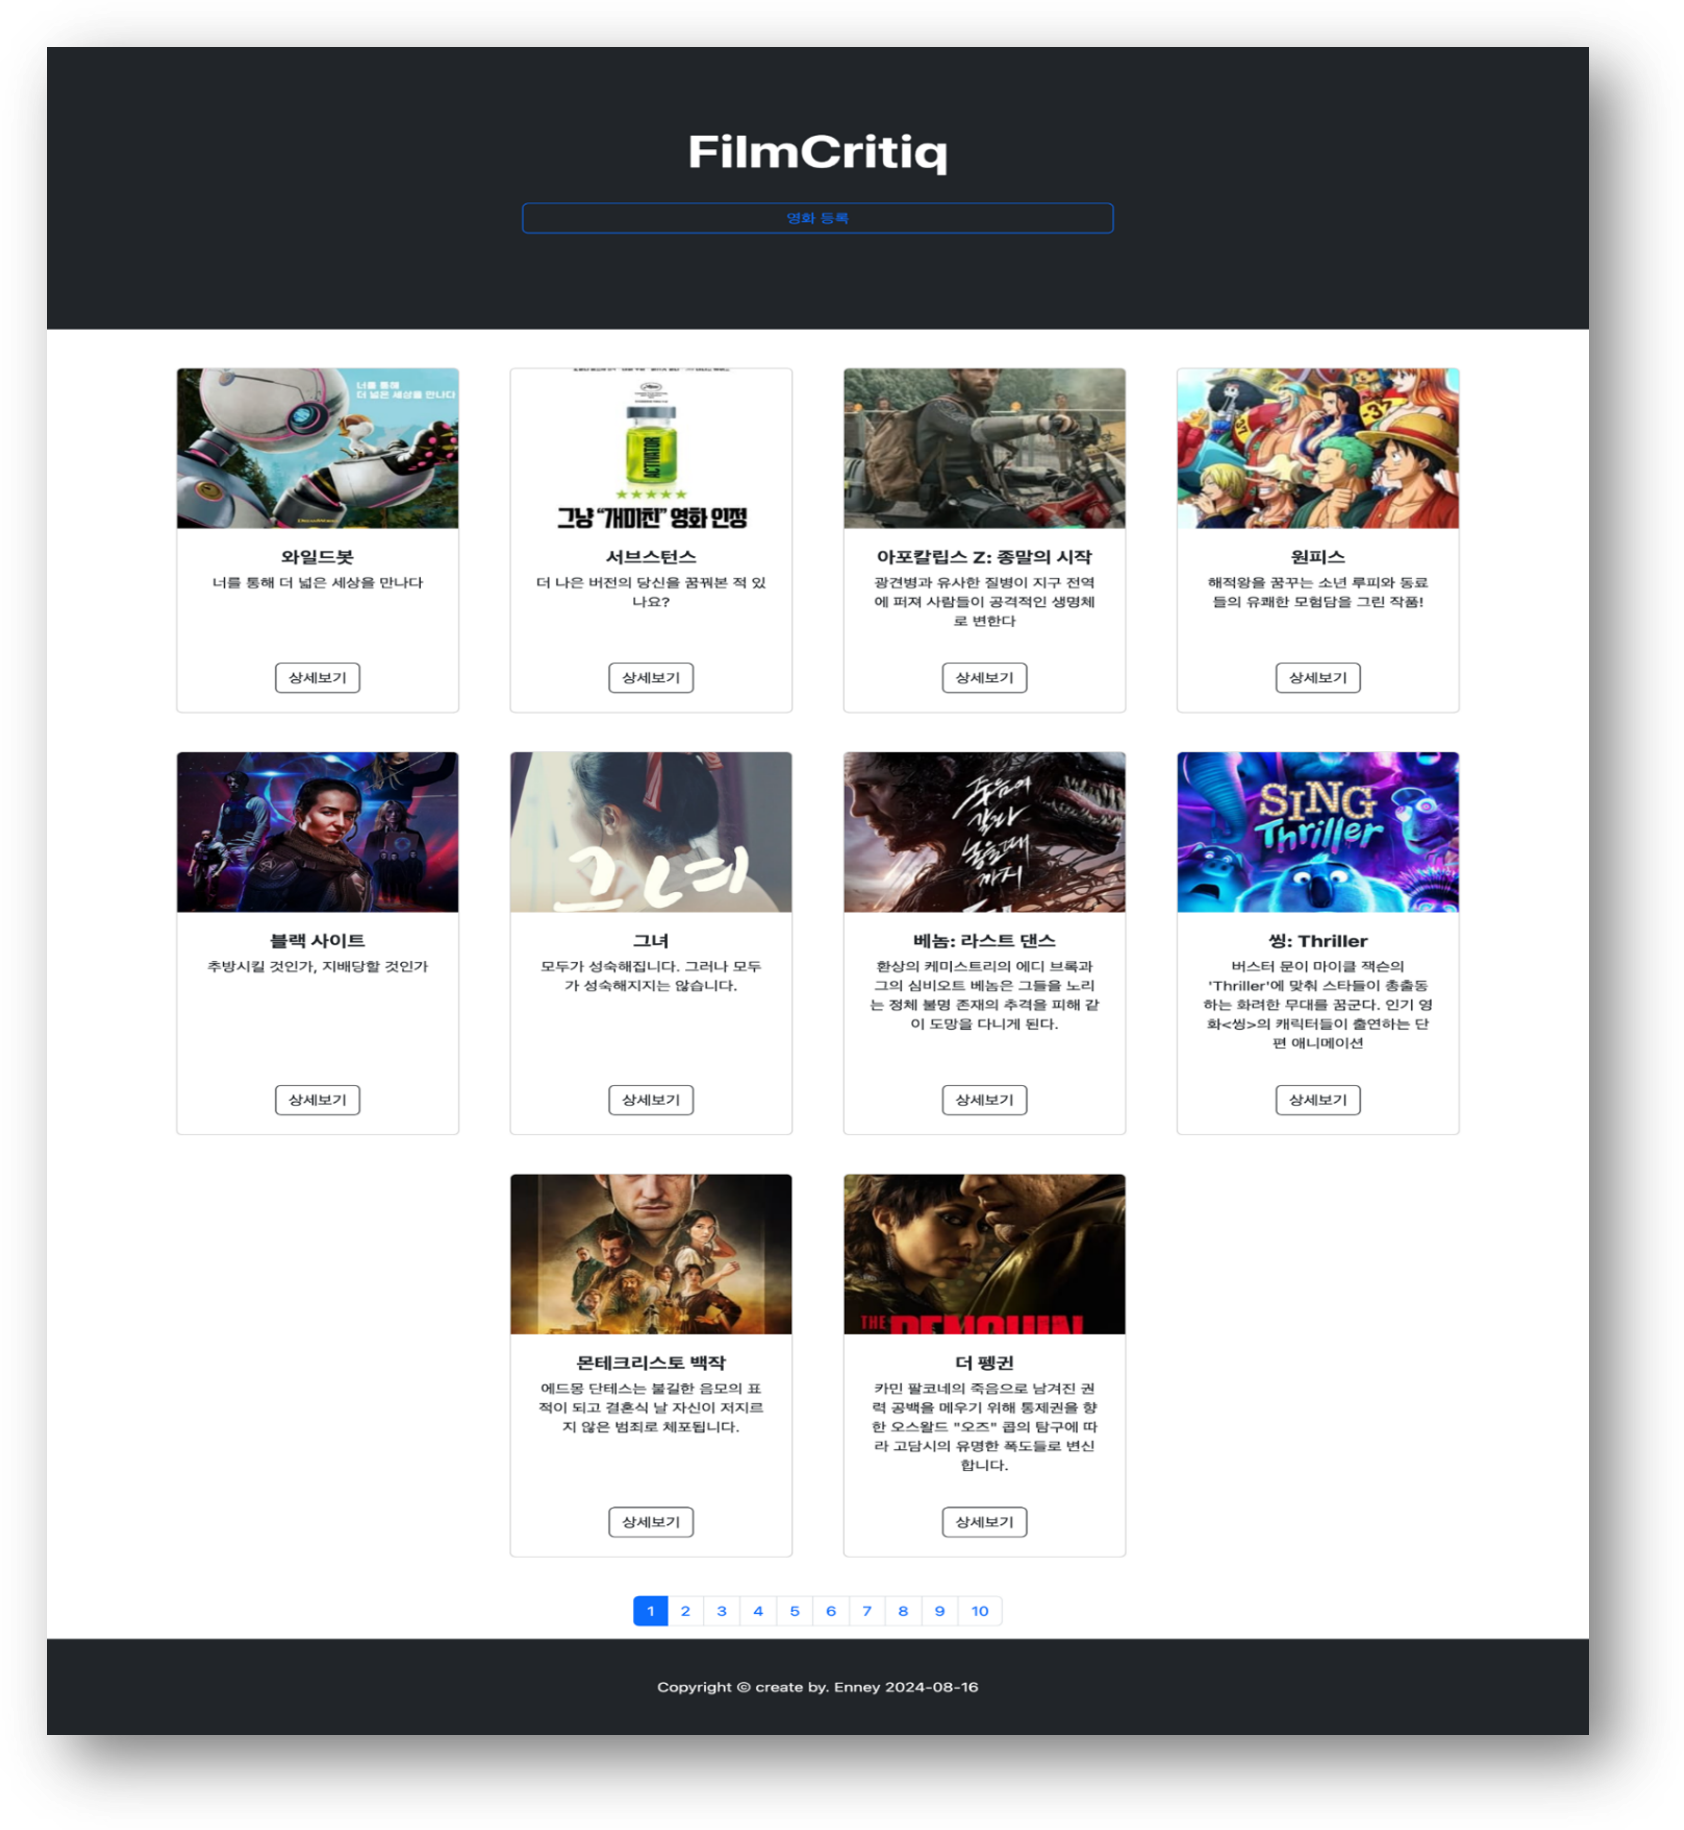 FilmCritiq
영화 등록
너를 통해
더 넓은 세상을 만나다
ACTIVATOR
그냥 "개미친" 영화 인정
와일드봇
너를 통해 더 넓은 세상을 만나다
상세보기
서브스턴스
더 나은 버전의 당신을 꿈꿔본 적 있
나요?
상세보기
아포칼립스 Z: 종말의 시작
광견병과 유사한 질병이 지구 전역
에 퍼져 사람들이 공격적인 생명체
로 변한다
상세보기
원피스
해적왕을 꿈꾸는 소년 루피와 동료
들의 유쾌한 모험담을 그린 작품!
상세보기
그녀
죽음이
갈라
놓을 때
까지
SING
Thriller
블랙 사이트
추방시킬 것인가, 지배당할 것인가
상세보기
그녀
모두가 성숙해집니다. 그러나 모두
가 성숙해지지는 않습니다.
상세보기
베놈: 라스트 댄스
환상의 케미스트리의 에디 브록과
그의 심비오트 베놈은 그들을 노리
는 정체 불명 존재의 추격을 피해 같
이 도망을 다니게 된다.
상세보기
씽: Thriller
버스터 문이 마이클 잭슨의
'Thriller'에 맞춰 스타들이 총출동
하는 화려한 무대를 꿈군다. 인기 영
화<씽>의 캐릭터들이 출연하는 단
편 애니메이션
상세보기
THE
몬테크리스토 백작
에드몽 단테스는 불길한 음모의 표
적이 되고 결혼식 날 자신이 저지르
지 않은 범죄로 체포됩니다.
상세보기
더 펭귄
카민 팔코네의 죽음으로 남겨진 권
력 공백을 메우기 위해 통제권을 향
한 오스왈드 "오즈" 콥의 탐구에 따
라 고담시의 유명한 폭도들로 변신
합니다.
상세보기
1 2 3 4 5 6 7 8 9 10
Copyright © create by. Enney 2024-08-16